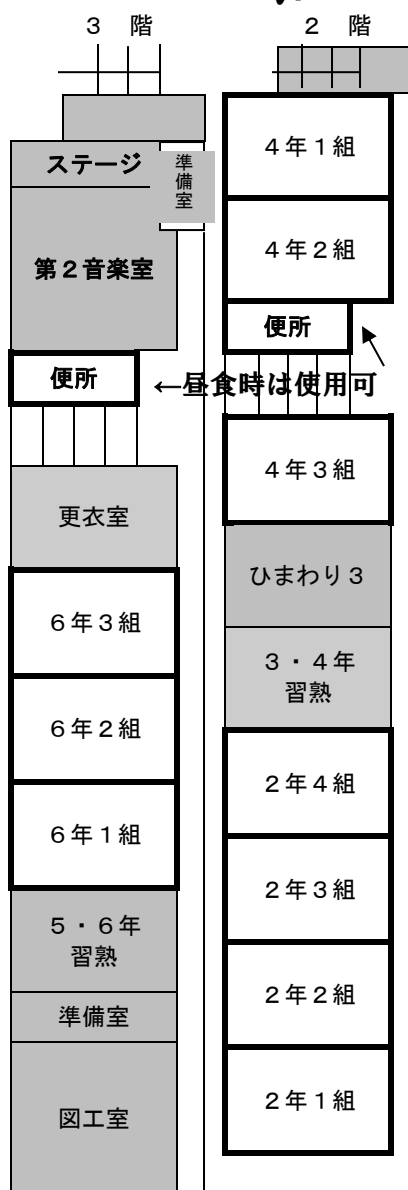 3 階
ステージ
準備室
第2音楽室
便所
←昼食時は使用可
更衣室
6年3組
6年2組
6年1組
5・6年
習熟
準備室
図工室
2 階
4年1組
4年2組
便所
4年3組
ひまわり3
3・4年
習熟
2年4組
2年3組
2年2組
2年1組